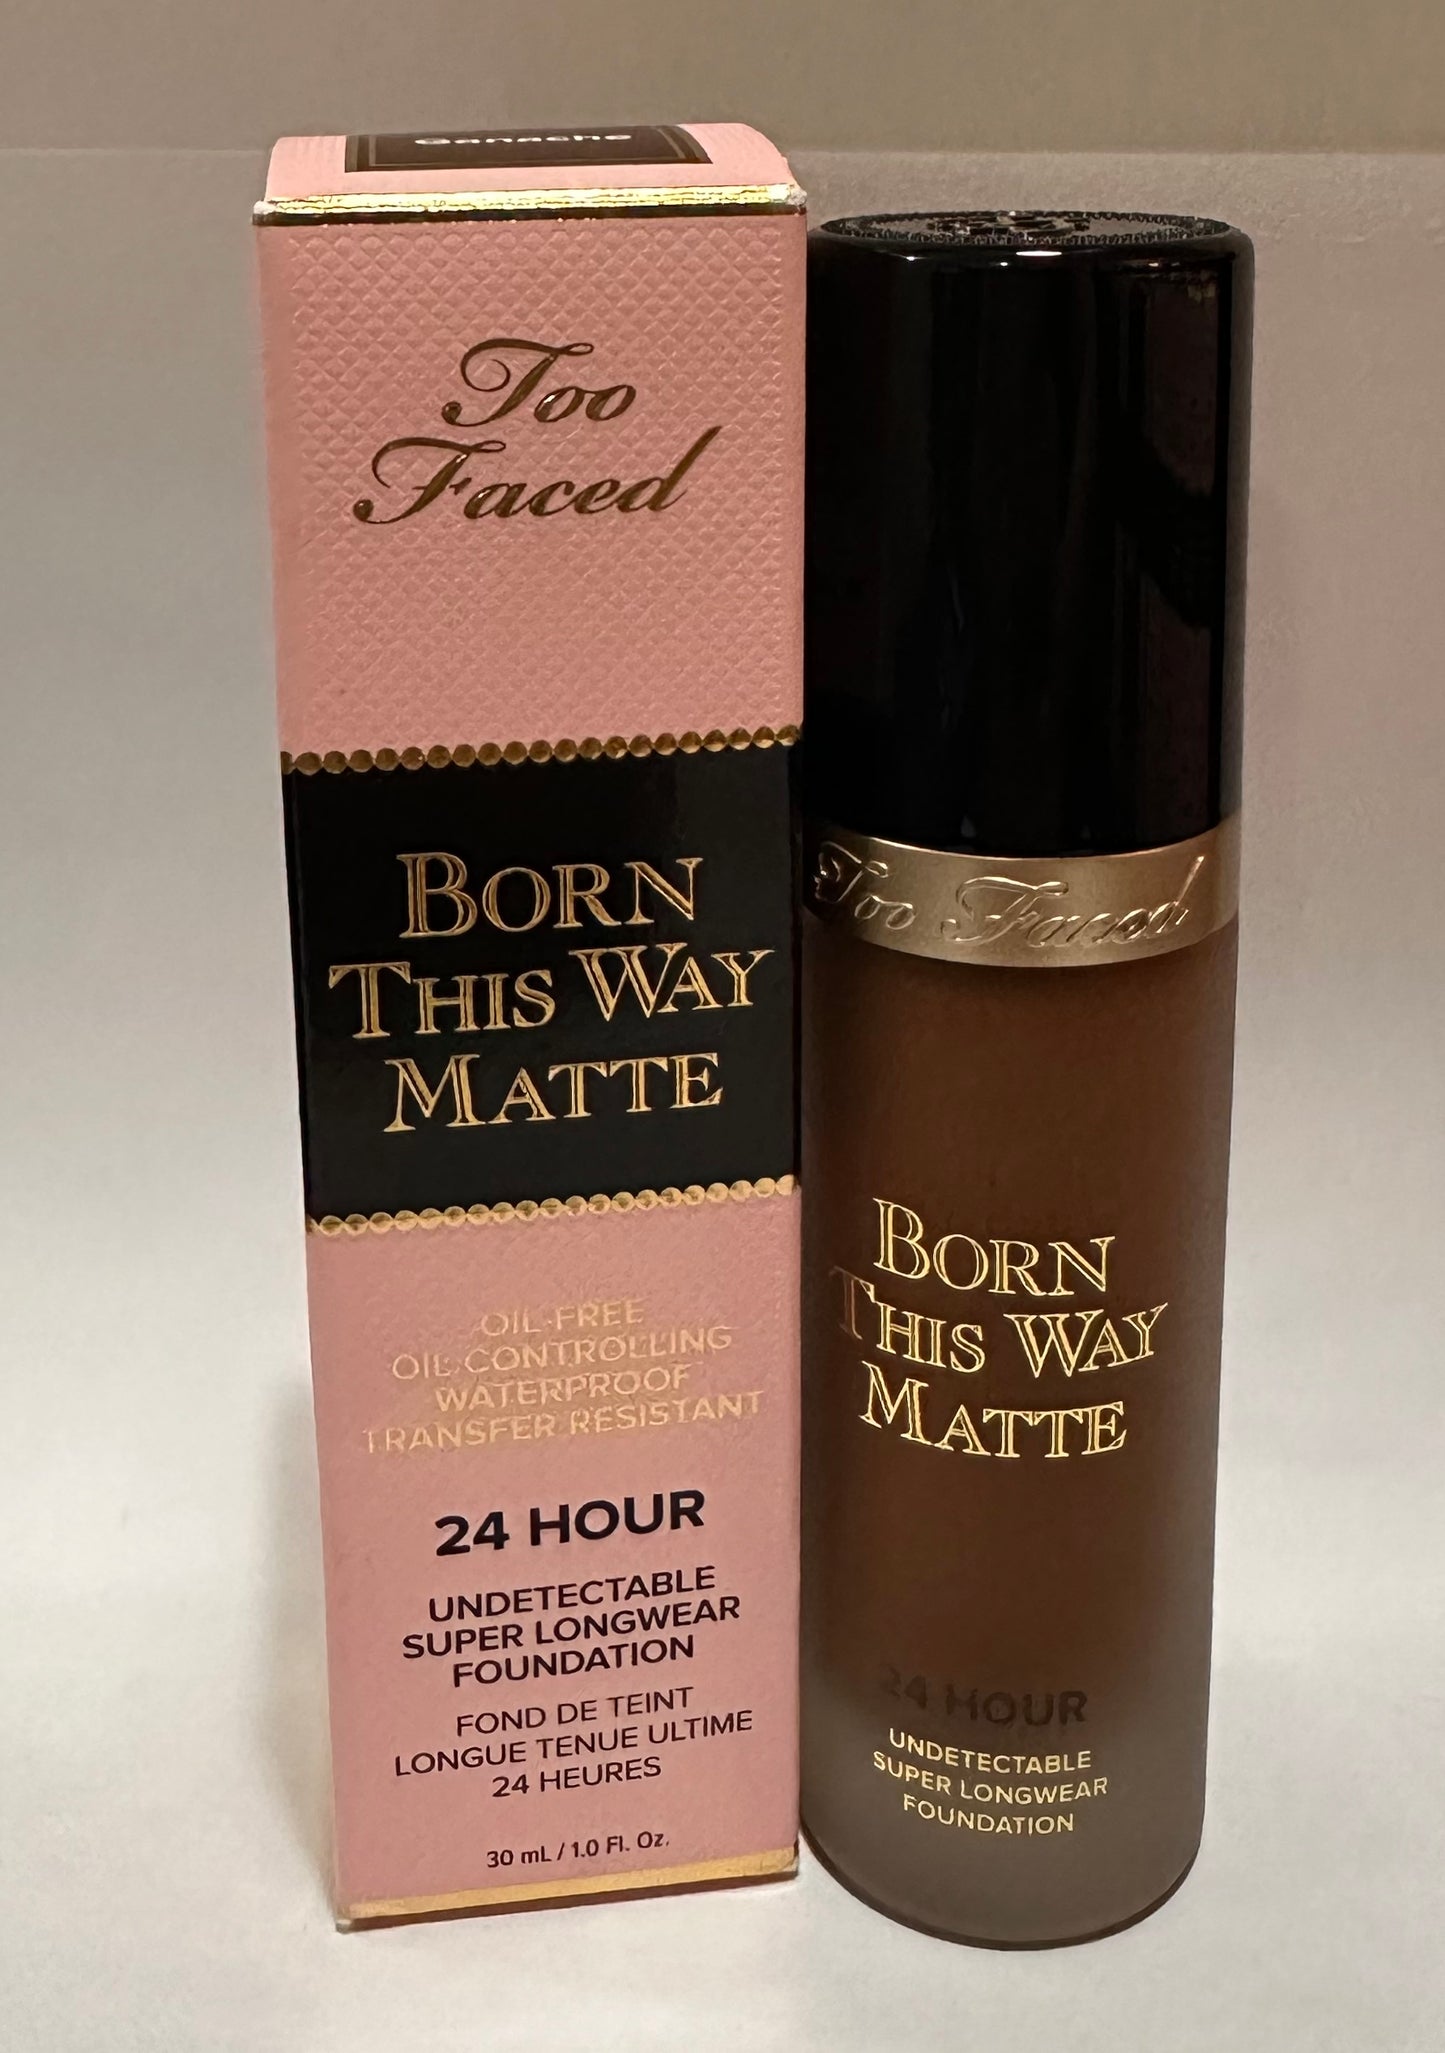 Ganache
Too
Faced
BORN
THIS WAY
MATTE
OIL-FREE
OIL-CONTROLLING
WATERPROOF
TRANSFER RESISTANT
24 HOUR
UNDETECTABLE
SUPER LONGWEAR
FOUNDATION
FOND DE TEINT
LONGUE TENUE ULTIME
24 HEURES
30 mL / 1.0 Fl. Oz.
Too Faced
BORN
THIS WAY
MATTE
24 HOUR
UNDETECTABLE
SUPER LONGWEAR
FOUNDATION